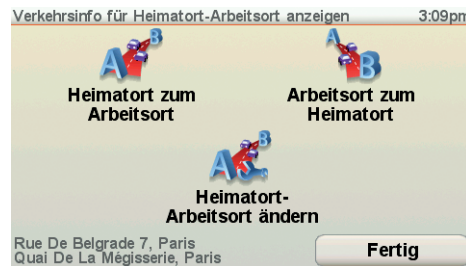 Verkehrsinfo für Heimatort-Arbeitsort anzeigen 3:09pm
A B
A B
Heimatort zum
Arbeitsort
Arbeitsort zum
Heimatort
A B
Heimatort-
Arbeitsort ändern
Rue De Belgrade 7, Paris
Quai De La Mégisserie, Paris
Fertig